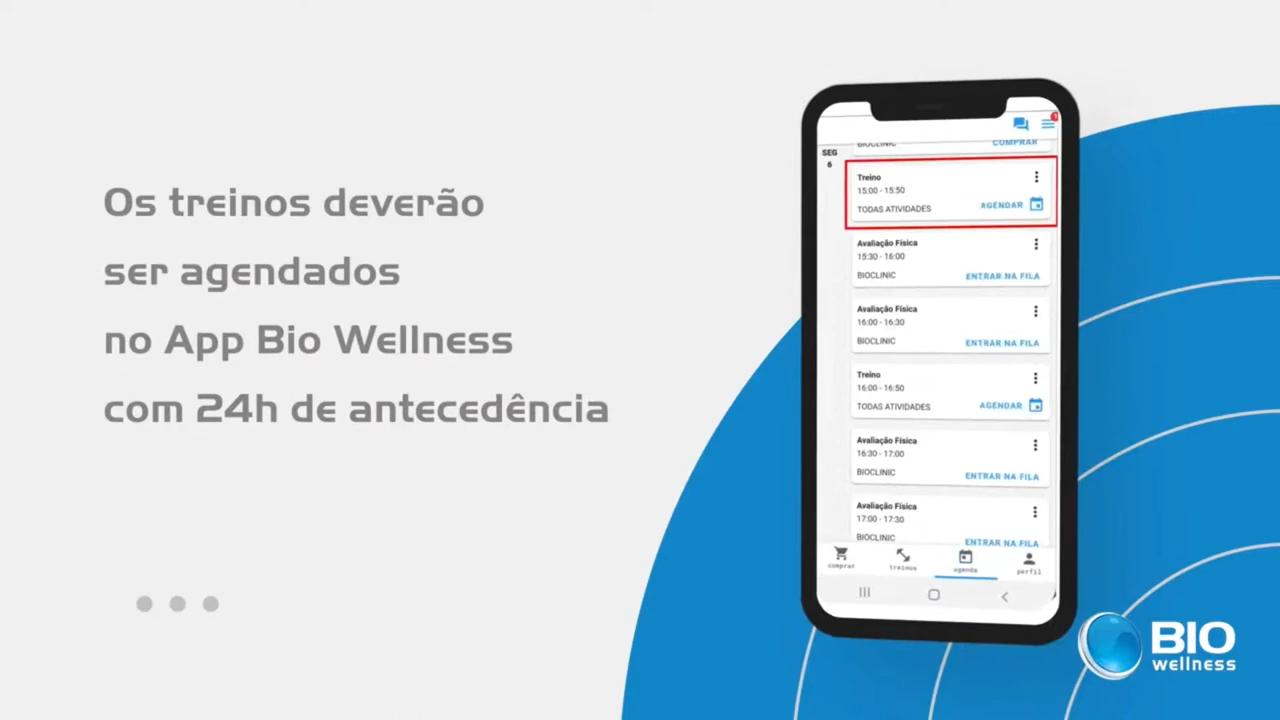 Os treinos deverão
ser agendados
no App Bio Wellness
com 24h de antecedência
1
SEG
6
BIOCLINIC
COMPRAR
Treino
15:00 - 15:50
TODAS ATIVIDADES
AGENDAR
Avaliação Física
15:30 - 16:00
BIOCLINIC
ENTRAR NA FILA
Avaliação Física
16:00 - 16:30
BIOCLINIC
ENTRAR NA FILA
Treino
16:00 - 16:50
TODAS ATIVIDADES
AGENDAR
Avaliação Física
16:30 - 17:00
BIOCLINIC
ENTRAR NA FILA
Avaliação Física
17:00 - 17:30
BIOCLINIC
ENTRAR NA FILA
comprar
treinos
agenda
perfil
BIO
wellness